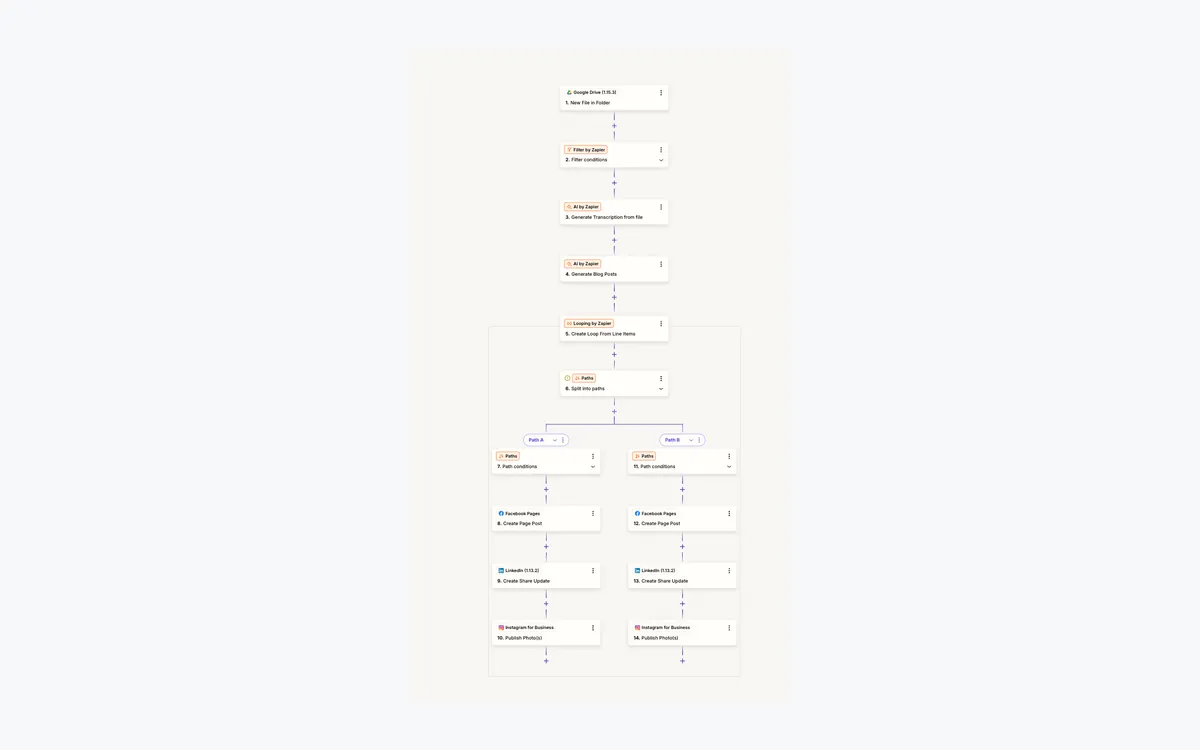 Google Drive (1.15.3)
1. New File in Folder
Filter by Zapier
2. Filter conditions
AI by Zapier
3. Generate Transcription from file
AI by Zapier
4. Generate Blog Posts
Looping by Zapier
5. Create Loop From Line Items
Paths
6. Split into paths
Path A
Path B
Paths
7. Path conditions
Paths
11. Path conditions
Facebook Pages
8. Create Page Post
Facebook Pages
12. Create Page Post
LinkedIn (1.13.2)
9. Create Share Update
LinkedIn (1.13.2)
13. Create Share Update
Instagram for Business
10. Publish Photo(s)
Instagram for Business
14. Publish Photo(s)